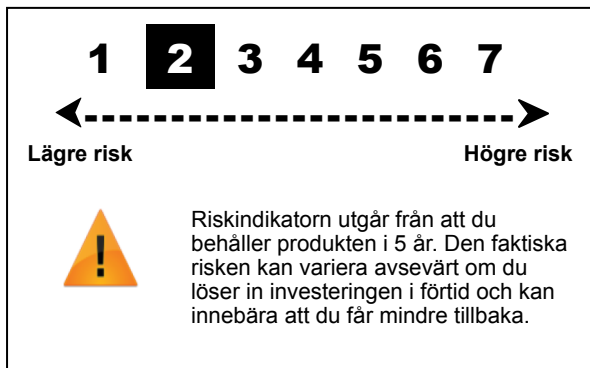 1 2 3 4 5 6 7
Lägre risk Högre risk
!
Riskindikatorn utgår från att du
behåller produkten i 5 år. Den faktiska
risken kan variera avsevärt om du
löser in investeringen i förtid och kan
innebära att du får mindre tillbaka.